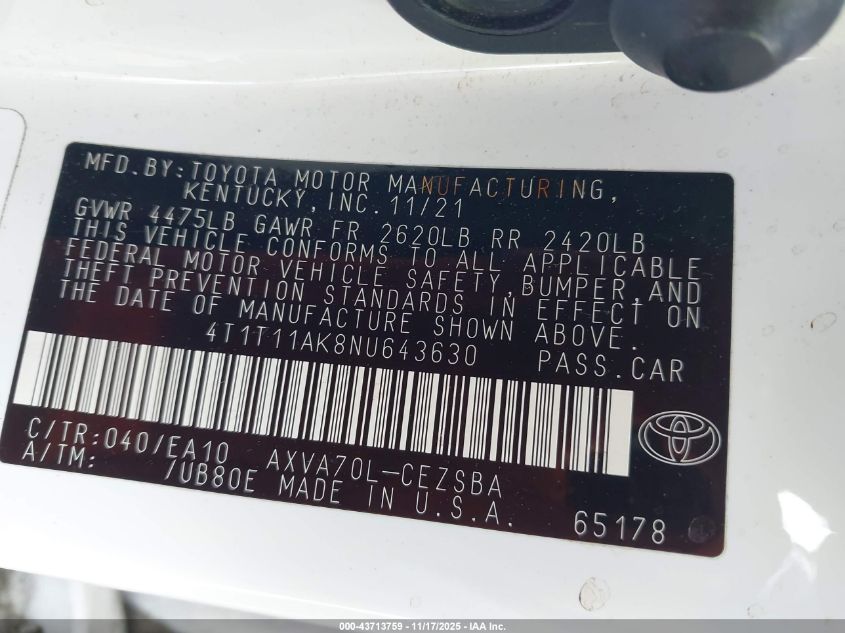 MFD.BY: TOYOTA MOTOR MANUFACTURING,
KENTUCKY, INC. 11/21
GVWR 4475LB GAWR FR 2620LB RR 2420LB
THIS VEHICLE CONFORMS TO ALL APPLICABLE
FEDERAL MOTOR VEHICLE SAFETY, BUMPER, AND
THEFT PREVENTION STANDARDS IN EFFECT ON
THE DATE OF MANUFACTURE SHOWN ABOVE.
4T1T11AK8NU643630 PASS.CAR
C/TR:040/EA10 AXVA70L-CEZSBA
A/TM: /UB80E MADE IN U.S.A. 65178
000-43713759 - 11/17/2025 - IAA Inc.